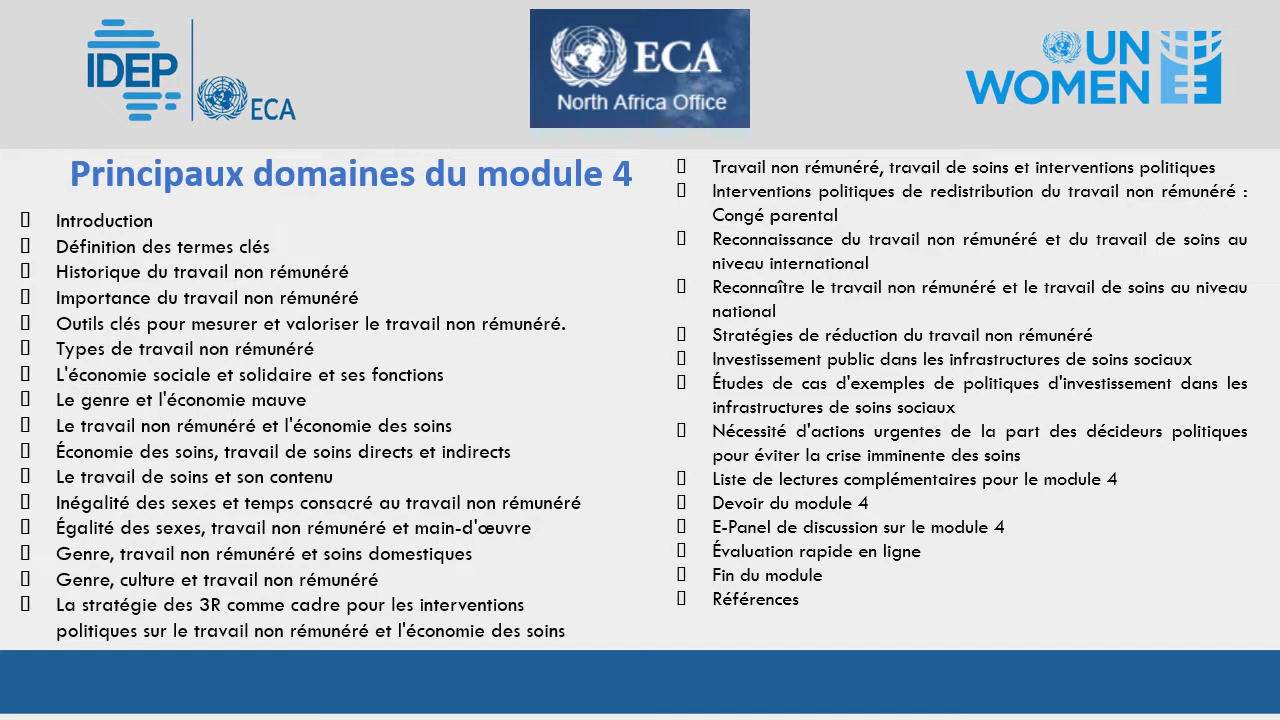 IDEP
ECA
ECA
North Africa Office
UN
WOMEN
Principaux domaines du module 4
Introduction
Définition des termes clés
Historique du travail non rémunéré
Importance du travail non rémunéré
Outils clés pour mesurer et valoriser le travail non rémunéré.
Types de travail non rémunéré
L'économie sociale et solidaire et ses fonctions
Le genre et l'économie mauve
Le travail non rémunéré et l'économie des soins
Économie des soins, travail de soins directs et indirects
Le travail de soins et son contenu
Inégalité des sexes et temps consacré au travail non rémunéré
Égalité des sexes, travail non rémunéré et main-d'œuvre
Genre, travail non rémunéré et soins domestiques
Genre, culture et travail non rémunéré
La stratégie des 3R comme cadre pour les interventions
politiques sur le travail non rémunéré et l'économie des soins
Travail non rémunéré, travail de soins et interventions politiques
Interventions politiques de redistribution du travail non rémunéré :
Congé parental
Reconnaissance du travail non rémunéré et du travail de soins au
niveau international
Reconnaître le travail non rémunéré et le travail de soins au niveau
national
Stratégies de réduction du travail non rémunéré
Investissement public dans les infrastructures de soins sociaux
Études de cas d'exemples de politiques d'investissement dans les
infrastructures de soins sociaux
Nécessité d'actions urgentes de la part des décideurs politiques
pour éviter la crise imminente des soins
Liste de lectures complémentaires pour le module 4
Devoir du module 4
E-Panel de discussion sur le module 4
Évaluation rapide en ligne
Fin du module
Références